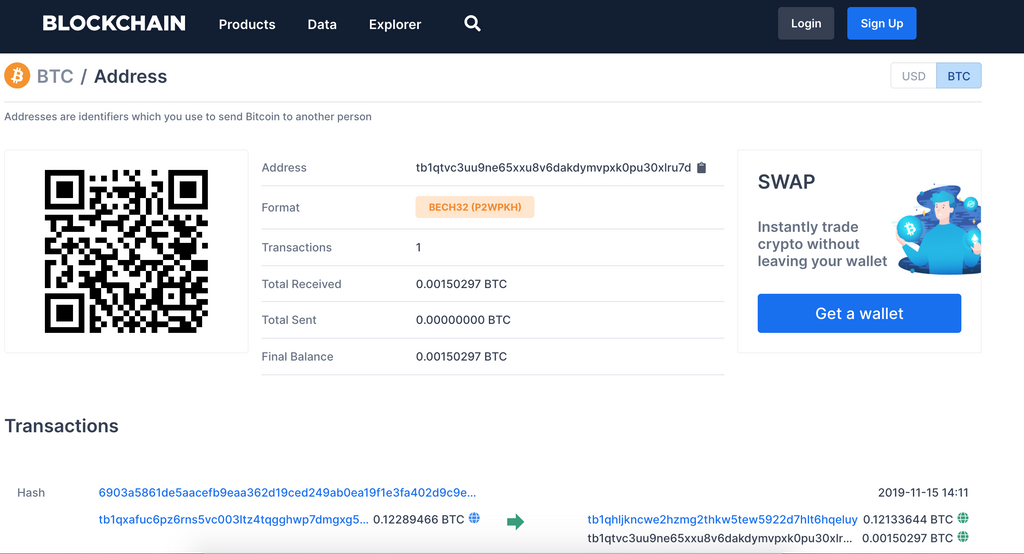 BLOCKCHAIN Products Data Explorer Login Sign Up
BTC / Address USD BTC
Addresses are identifiers which you use to send Bitcoin to another person
Address tb1qtvc3uu9ne65xxu8v6dakdymvpxk0pu30xlru7d
Format BECH32 (P2WPKH)
Transactions 1
Total Received 0.00150297 BTC
Total Sent 0.00000000 BTC
Final Balance 0.00150297 BTC
SWAP
Instantly trade
crypto without
leaving your wallet
Get a wallet
Transactions
Hash 6903a5861de5aacefb9eaa362d19ced249ab0ea19f1e3fa402d9c9e... 2019-11-15 14:11
tb1qxafuc6pz6rns5vc003ltz4tqgghwp7dmgxg5... 0.12289466 BTC tb1qhljkncwe2hzmg2thkw5tew5922d7hlt6hqeluy 0.12133644 BTC
tb1qtvc3uu9ne65xxu8v6dakdymvpxk0pu30xlr... 0.00150297 BTC